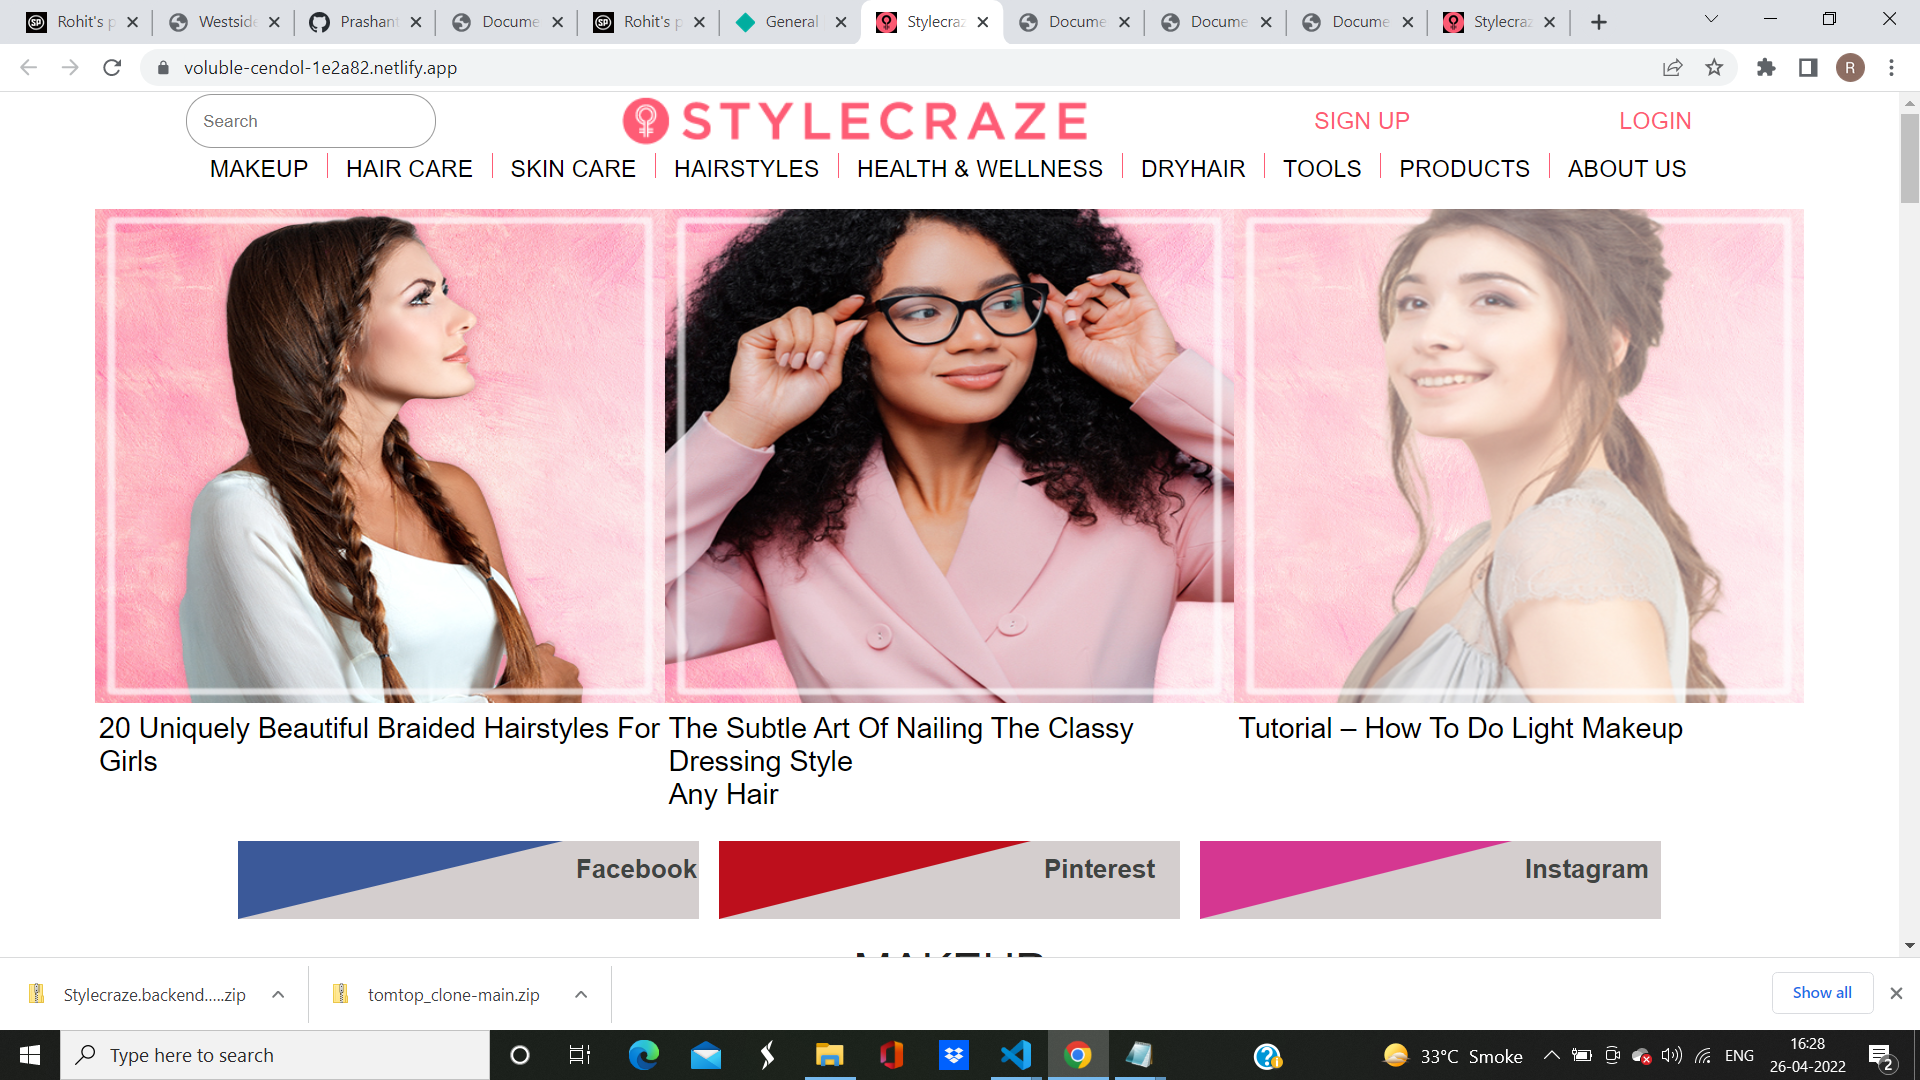 Rohit's p
Westside
Prashant
Docume
Rohit's p
General
Stylecraz
Docume
Docume
Docume
Stylecraz
voluble-cendol-1e2a82.netlify.app
R
Search
STYLECRAZE
SIGN UP
LOGIN
MAKEUP
HAIR CARE
SKIN CARE
HAIRSTYLES
HEALTH & WELLNESS
DRYHAIR
TOOLS
PRODUCTS
ABOUT US
20 Uniquely Beautiful Braided Hairstyles For
Girls
The Subtle Art Of Nailing The Classy
Dressing Style
Any Hair
Tutorial – How To Do Light Makeup
Facebook
Pinterest
Instagram
MAKEUP
Stylecraze.backend.....zip
tomtop_clone-main.zip
Show all
Type here to search
33°C Smoke
ENG
16:28
26-04-2022
2